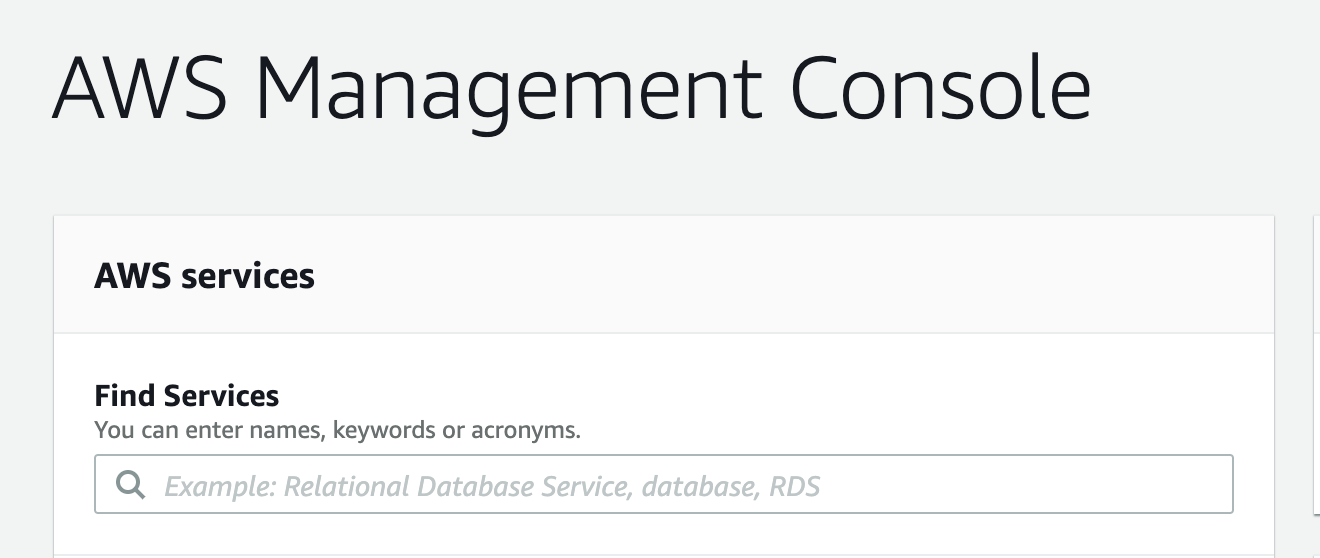 AWS Management Console
AWS services
Find Services
You can enter names, keywords or acronyms.
Example: Relational Database Service, database, RDS